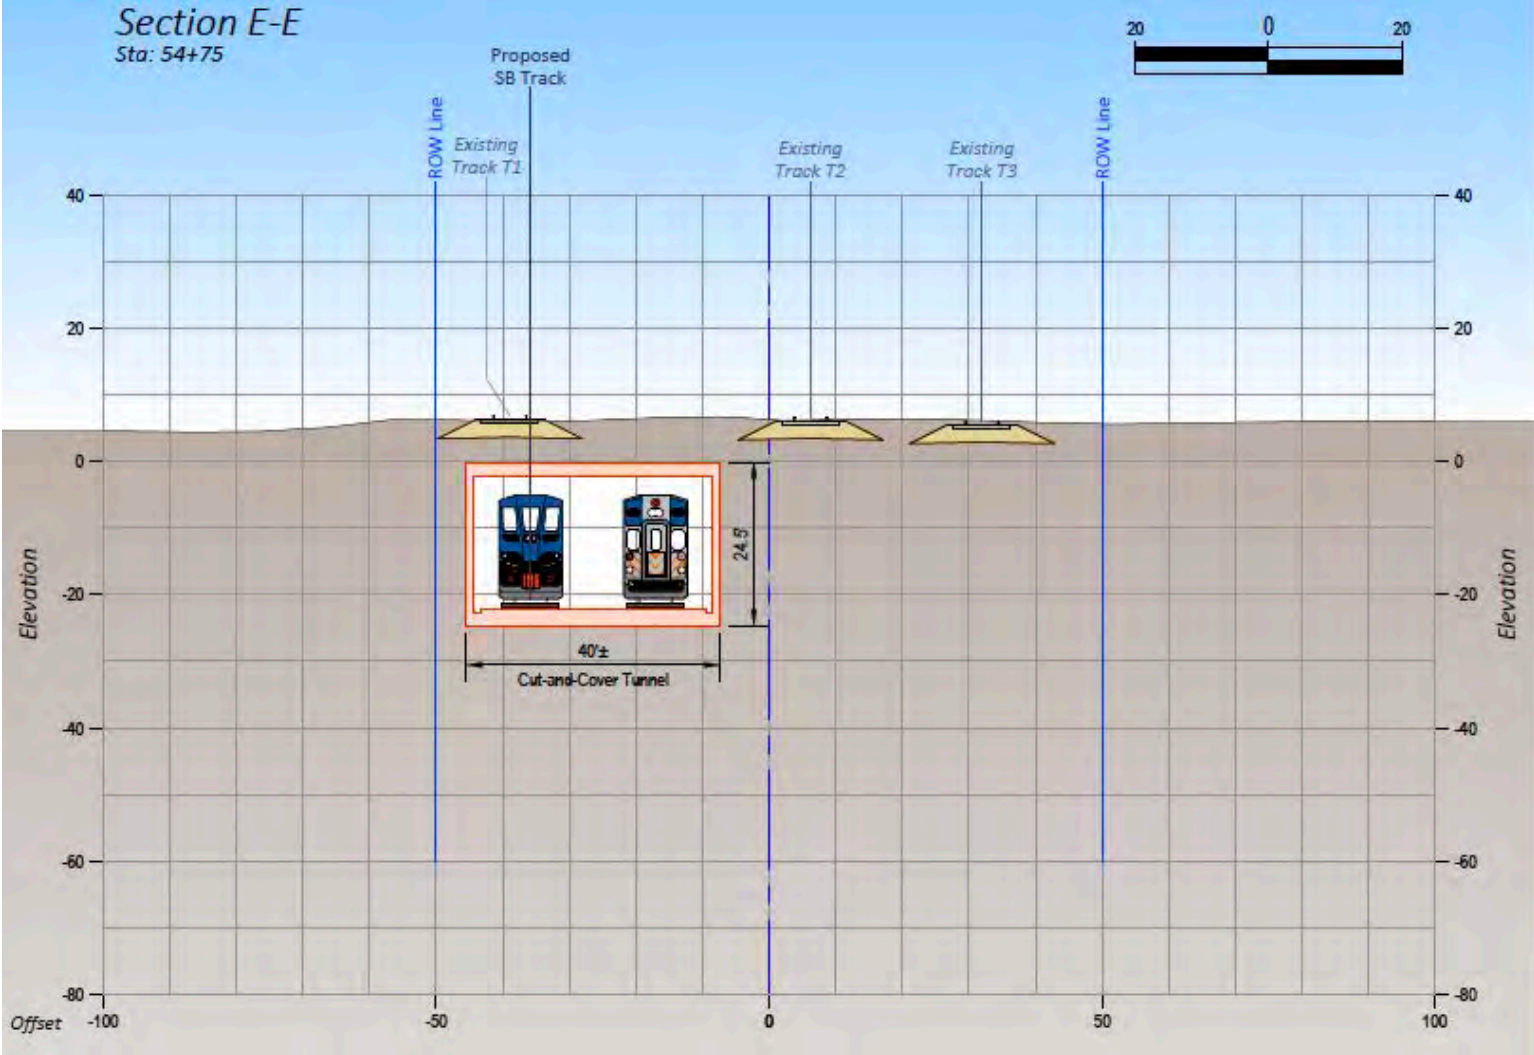 Section E-E
Sta: 54+75
20 0 20
Proposed
SB Track
ROW Line
Existing
Track T1
Existing
Track T2
Existing
Track T3
ROW Line
40 40
20 20
0 0
24.5'
-20 -20
Elevation
Elevation
40'±
Cut-and-Cover Tunnel
-40 -40
-60 -60
-80 -80
Offset -100 -50 0 50 100